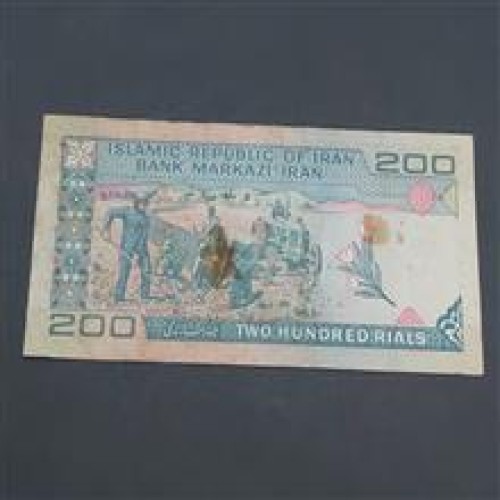 ISLAMIC REPUBLIC OF IRAN
BANK MARKAZI IRAN
200
200
TWO HUNDRED RIALS